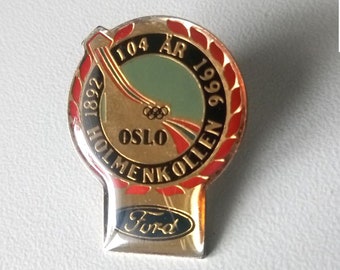 1892 104 ÅR 1996
OSLO
HOLMENKOLLEN
Ford